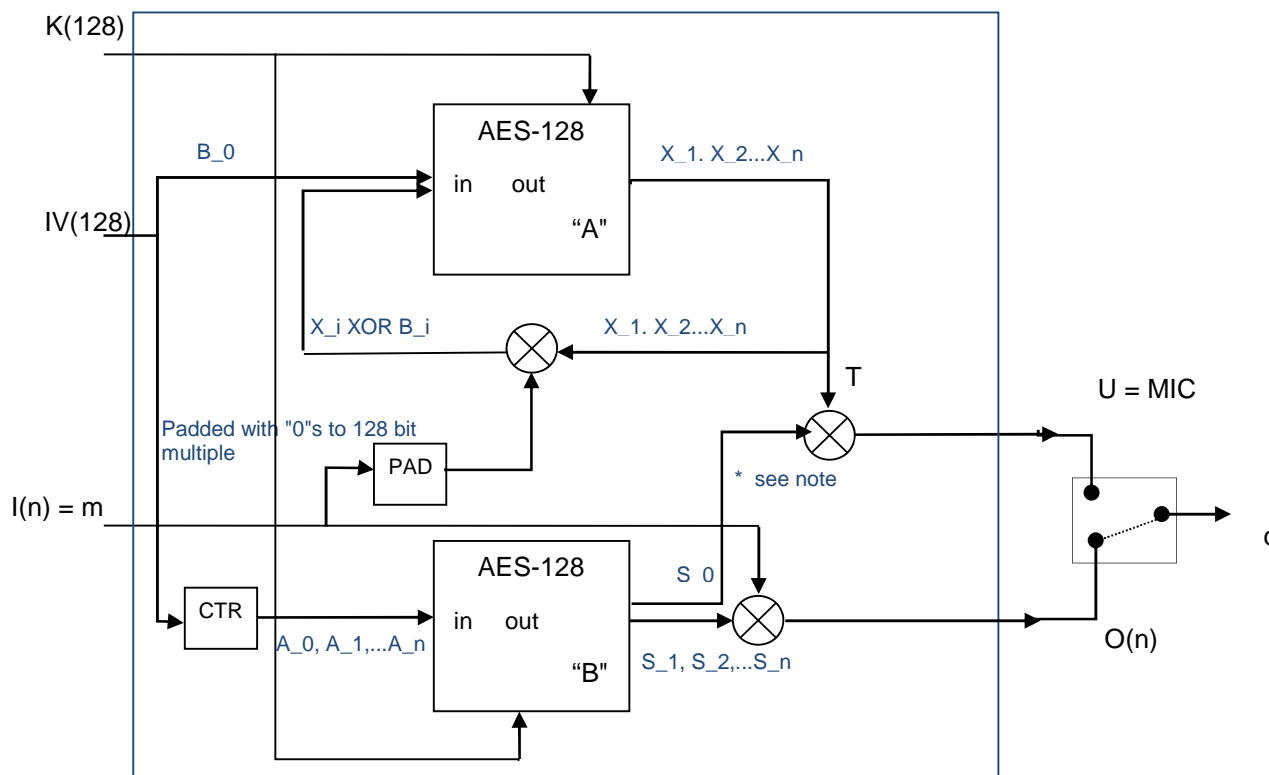 K(128)
AES-128
B_0
X_1. X_2...X_n
in out
IV(128)
“A"
X_i XOR B_i
X_1. X_2...X_n
T
U = MIC
Padded with "0"s to 128 bit
multiple
PAD
* see note
I(n) = m
AES-128
S_0
CTR
in out
A_0, A_1,...A_n
O(n)
S_1, S_2,...S_n
“B"